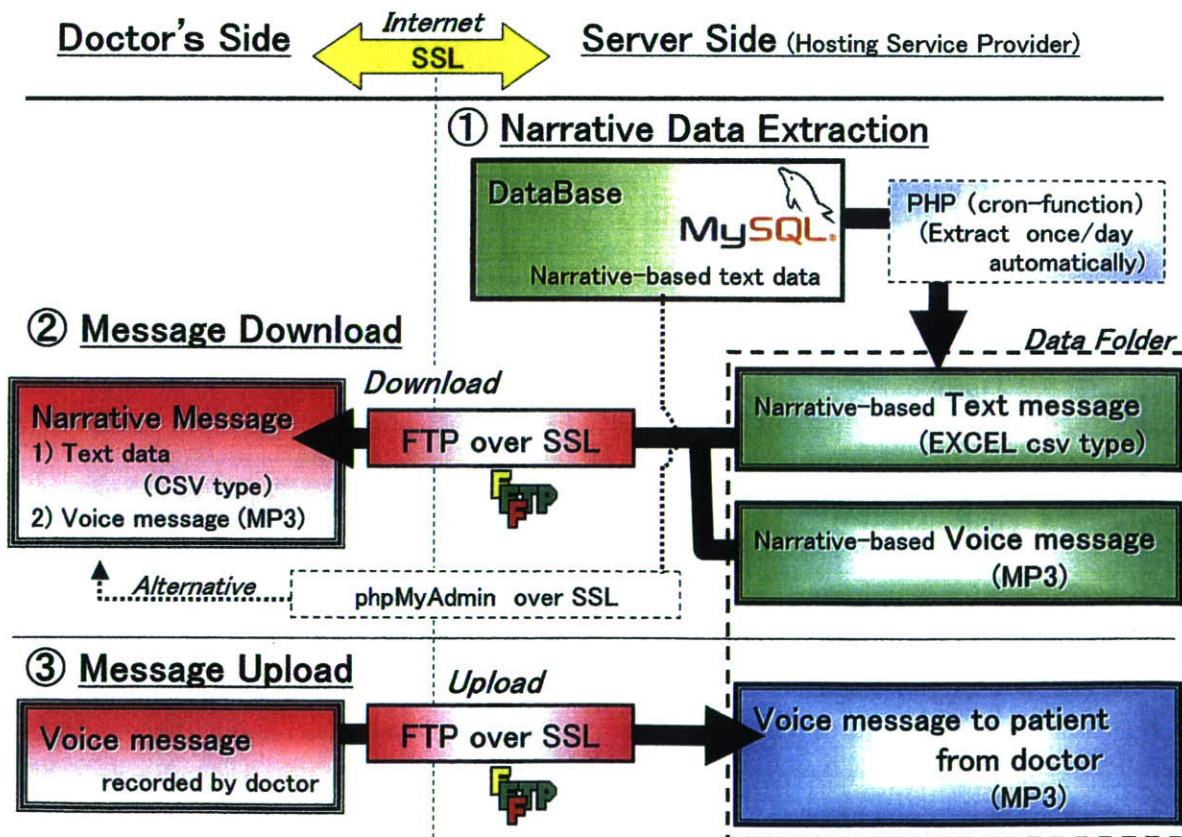 Doctor's Side
Internet
SSL
Server Side (Hosting Service Provider)
① Narrative Data Extraction
DataBase
MySQL.
Narrative-based text data
PHP (cron-function)
(Extract once/day
automatically)
② Message Download
Data Folder
Download
Narrative Message
1) Text data
(CSV type)
2) Voice message (MP3)
FTP over SSL
FFFTP
Narrative-based Text message
(EXCEL csv type)
Narrative-based Voice message
(MP3)
Alternative
phpMyAdmin over SSL
③ Message Upload
Upload
Voice message
recorded by doctor
FTP over SSL
FFFTP
Voice message to patient
from doctor
(MP3)